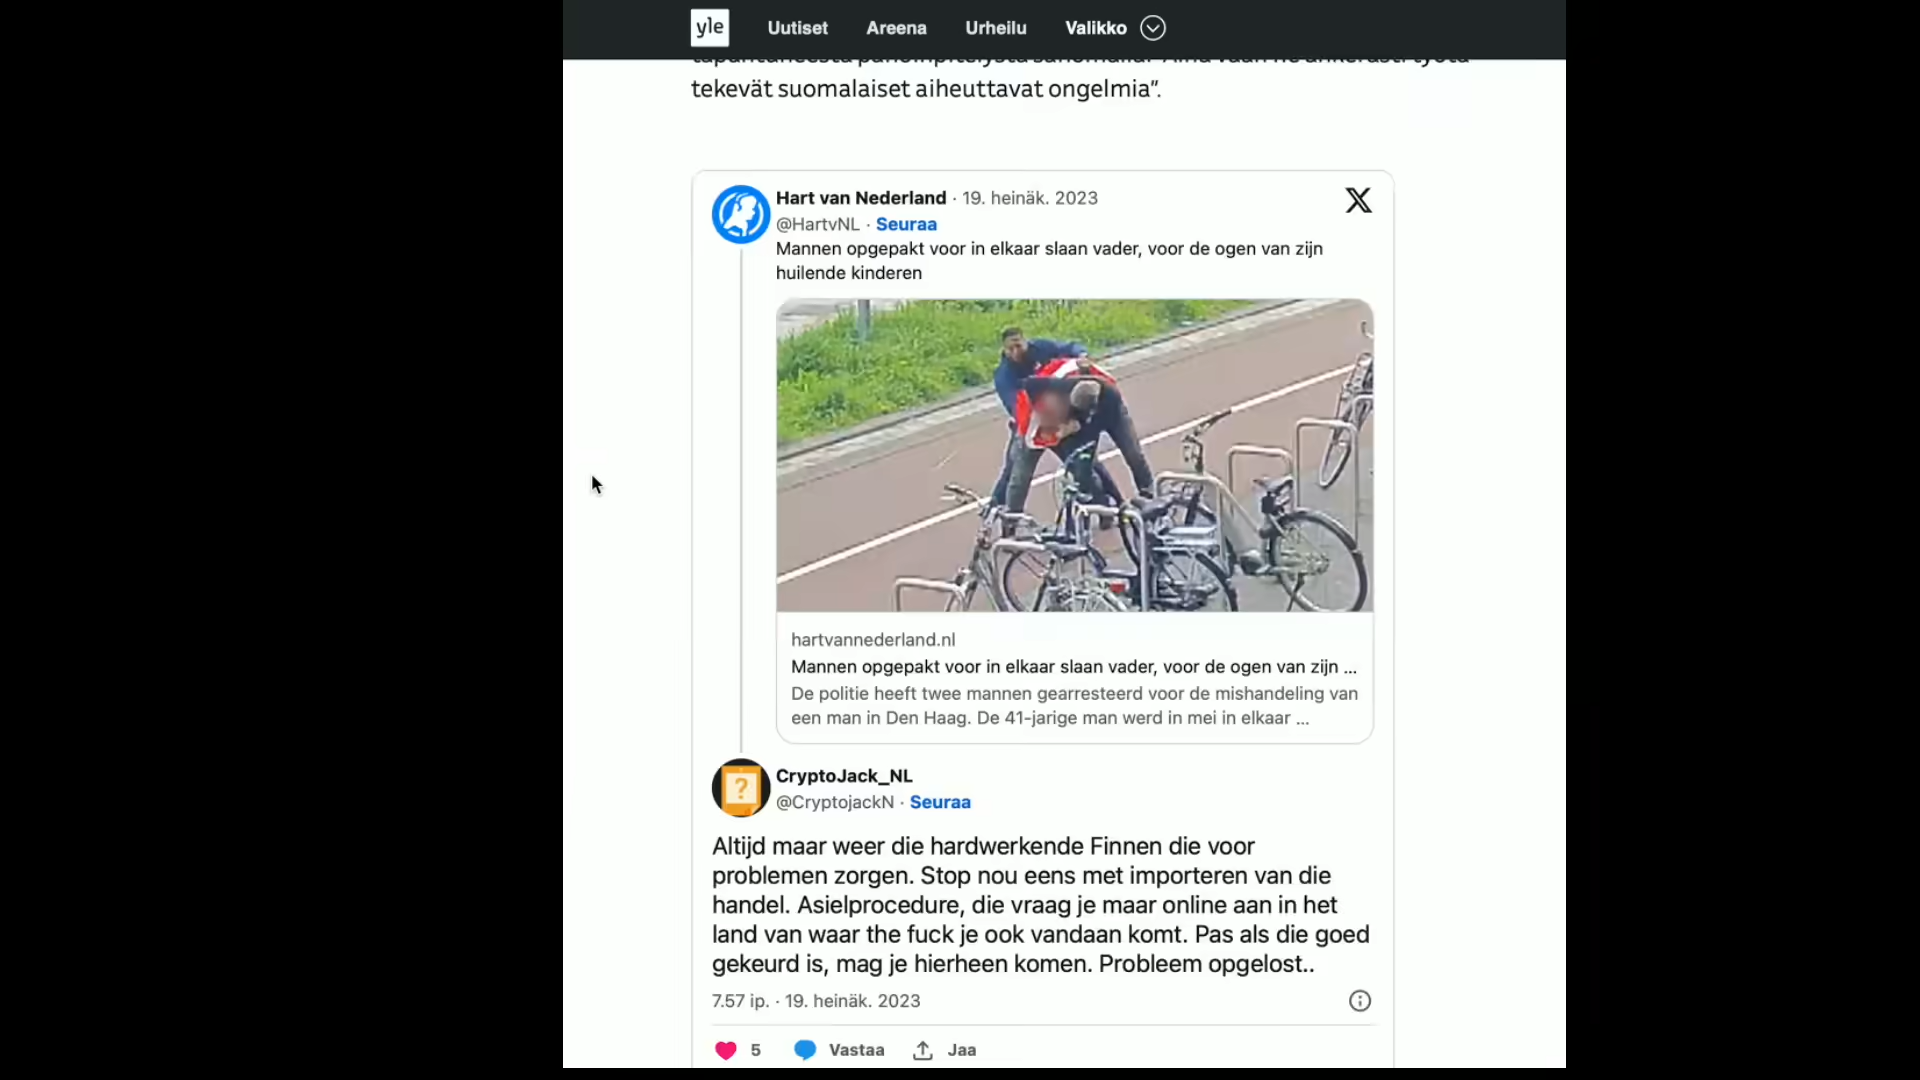 yle
Uutiset
Areena
Urheilu
Valikko
tekevät suomalaiset aiheuttavat ongelmia”.
Hart van Nederland · 19. heinäk. 2023
@HartvNL · Seuraa
Mannen opgepakt voor in elkaar slaan vader, voor de ogen van zijn
huilende kinderen
hartvannederland.nl
Mannen opgepakt voor in elkaar slaan vader, voor de ogen van zijn ...
De politie heeft twee mannen gearresteerd voor de mishandeling van
een man in Den Haag. De 41-jarige man werd in mei in elkaar ...
?
CryptoJack_NL
@CryptojackN · Seuraa
Altijd maar weer die hardwerkende Finnen die voor
problemen zorgen. Stop nou eens met importeren van die
handel. Asielprocedure, die vraag je maar online aan in het
land van waar the fuck je ook vandaan komt. Pas als die goed
gekeurd is, mag je hierheen komen. Probleem opgelost..
7.57 ip. · 19. heinäk. 2023
5
Vastaa
Jaa